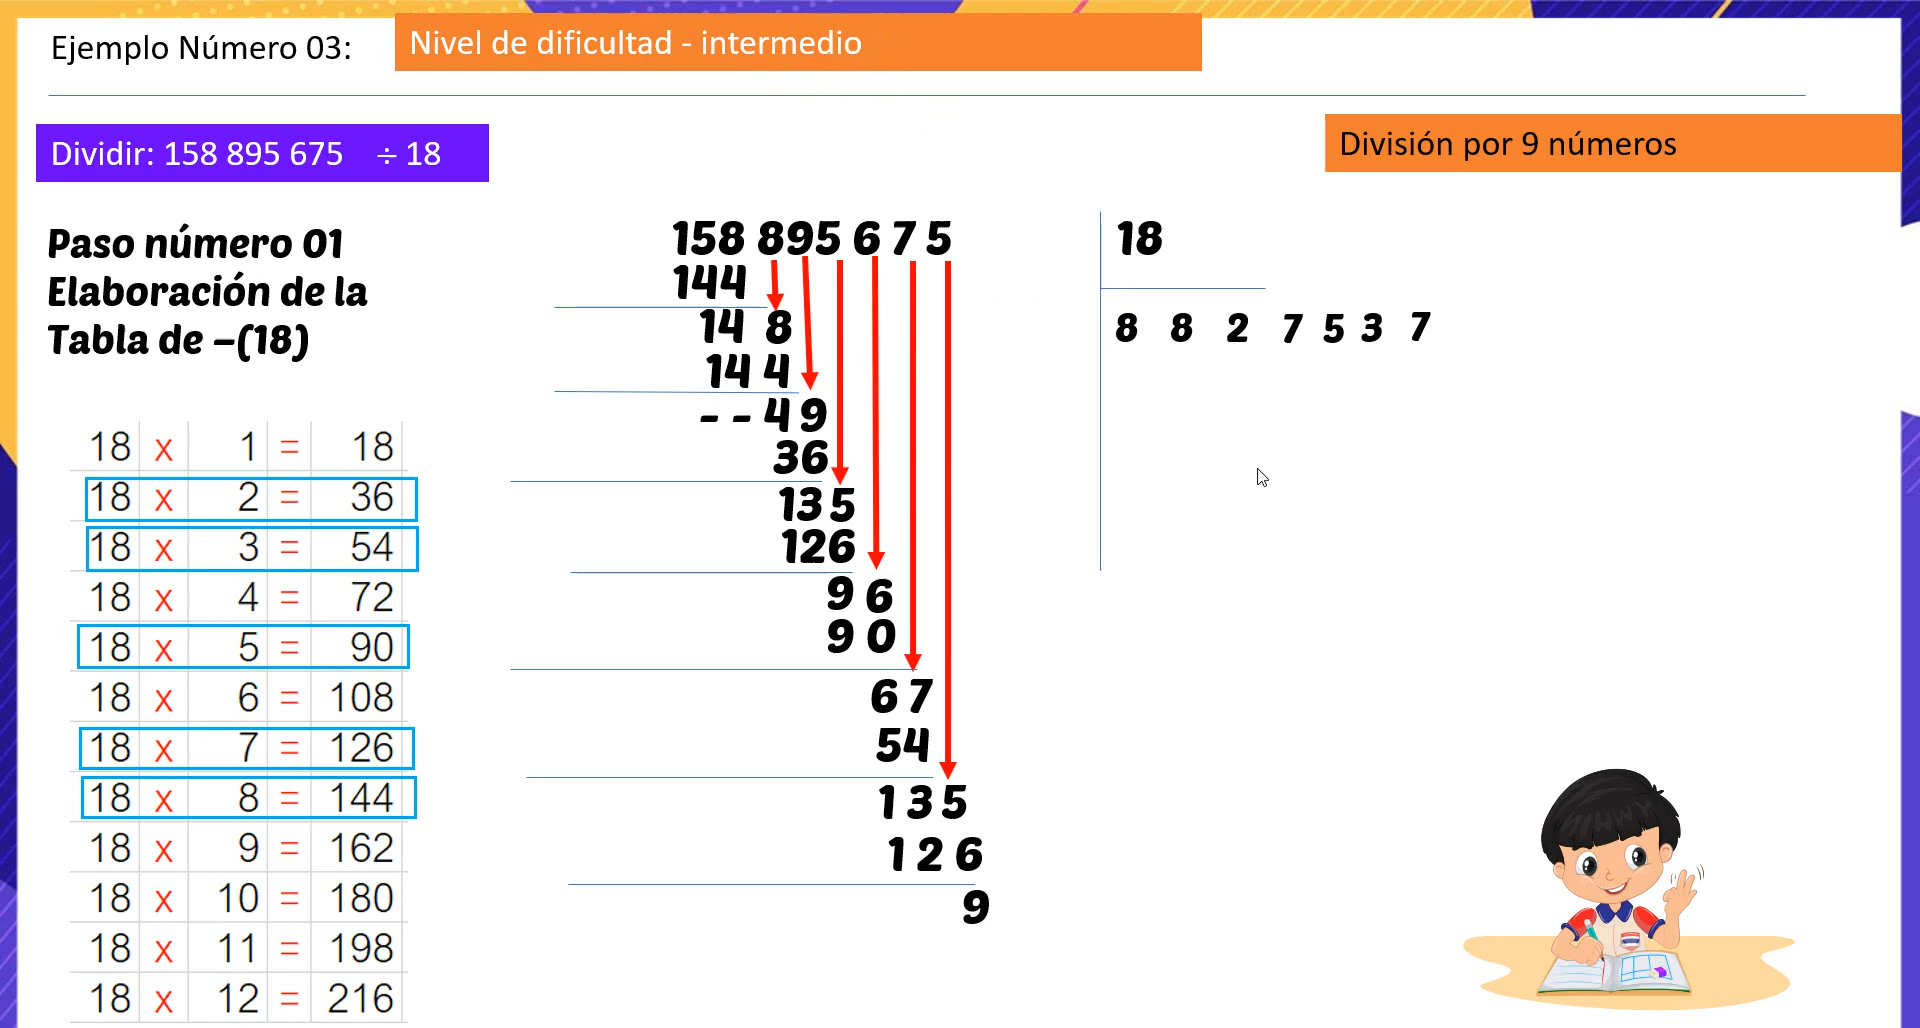 Ejemplo Número 03:
Nivel de dificultad - intermedio
Dividir: 158 895 675 ÷ 18
División por 9 números
Paso número 01
Elaboración de la
Tabla de –(18)
18 x 1 = 18
18 x 2 = 36
18 x 3 = 54
18 x 4 = 72
18 x 5 = 90
18 x 6 = 108
18 x 7 = 126
18 x 8 = 144
18 x 9 = 162
18 x 10 = 180
18 x 11 = 198
18 x 12 = 216
158 895 6 7 5
144
14 8
14 4
- - 4 9
36
13 5
126
9 6
9 0
6 7
54
1 3 5
1 2 6
9
18
8 8 2 7 5 3 7